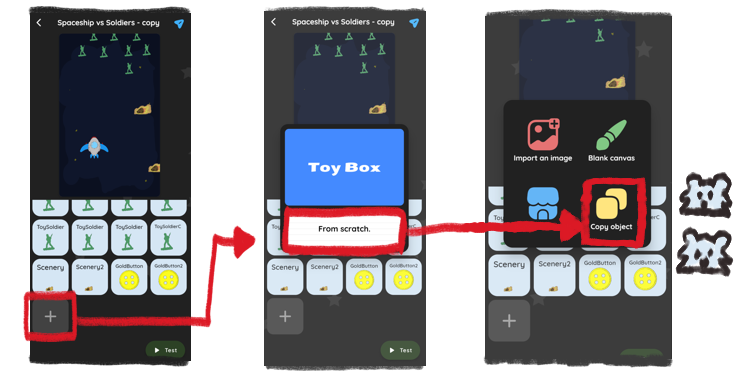 Spaceship vs Soldiers - copy
ToySoldier
ToySoldier
ToySoldier
ToySoldierC
Scenery
Scenery2
GoldButton
GoldButton2
+
Test
Spaceship vs Soldiers - copy
Toy Box
From scratch.
Scenery
Scenery2
GoldButton
GoldButton2
+
Test
Import an image
Blank canvas
Copy object
Scenery
Scenery2
GoldButton
GoldButton2
+